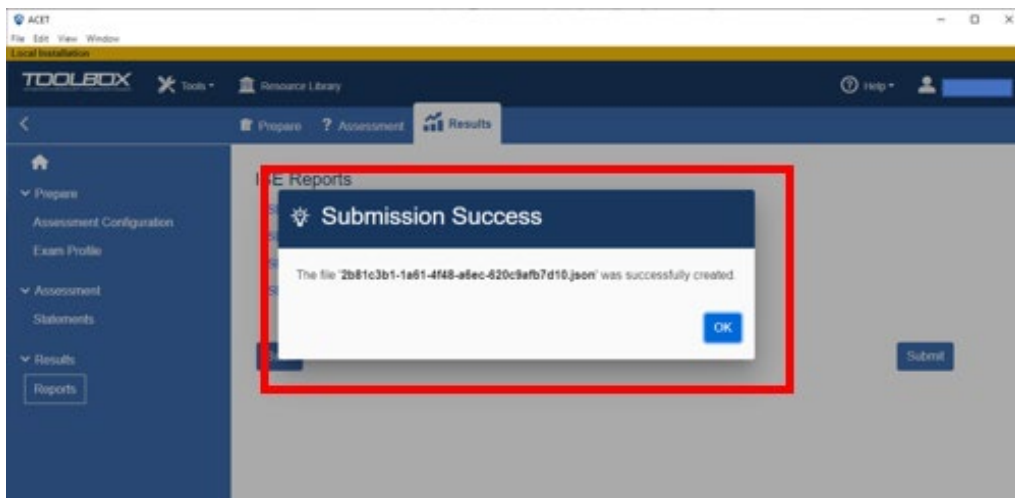 ACET
File Edit View Window
Local Installation
TOOLBOX Tools Resource Library Help
Prepare ? Assessment Results
Prepare
Assessment Configuration
Exam Profile
Assessment
Statements
Results
Reports
ISE Reports
Submission Success
The file '2b81c3b1-1a61-4f48-a6ec-620c9afb7d10.json' was successfully created.
OK
Submit